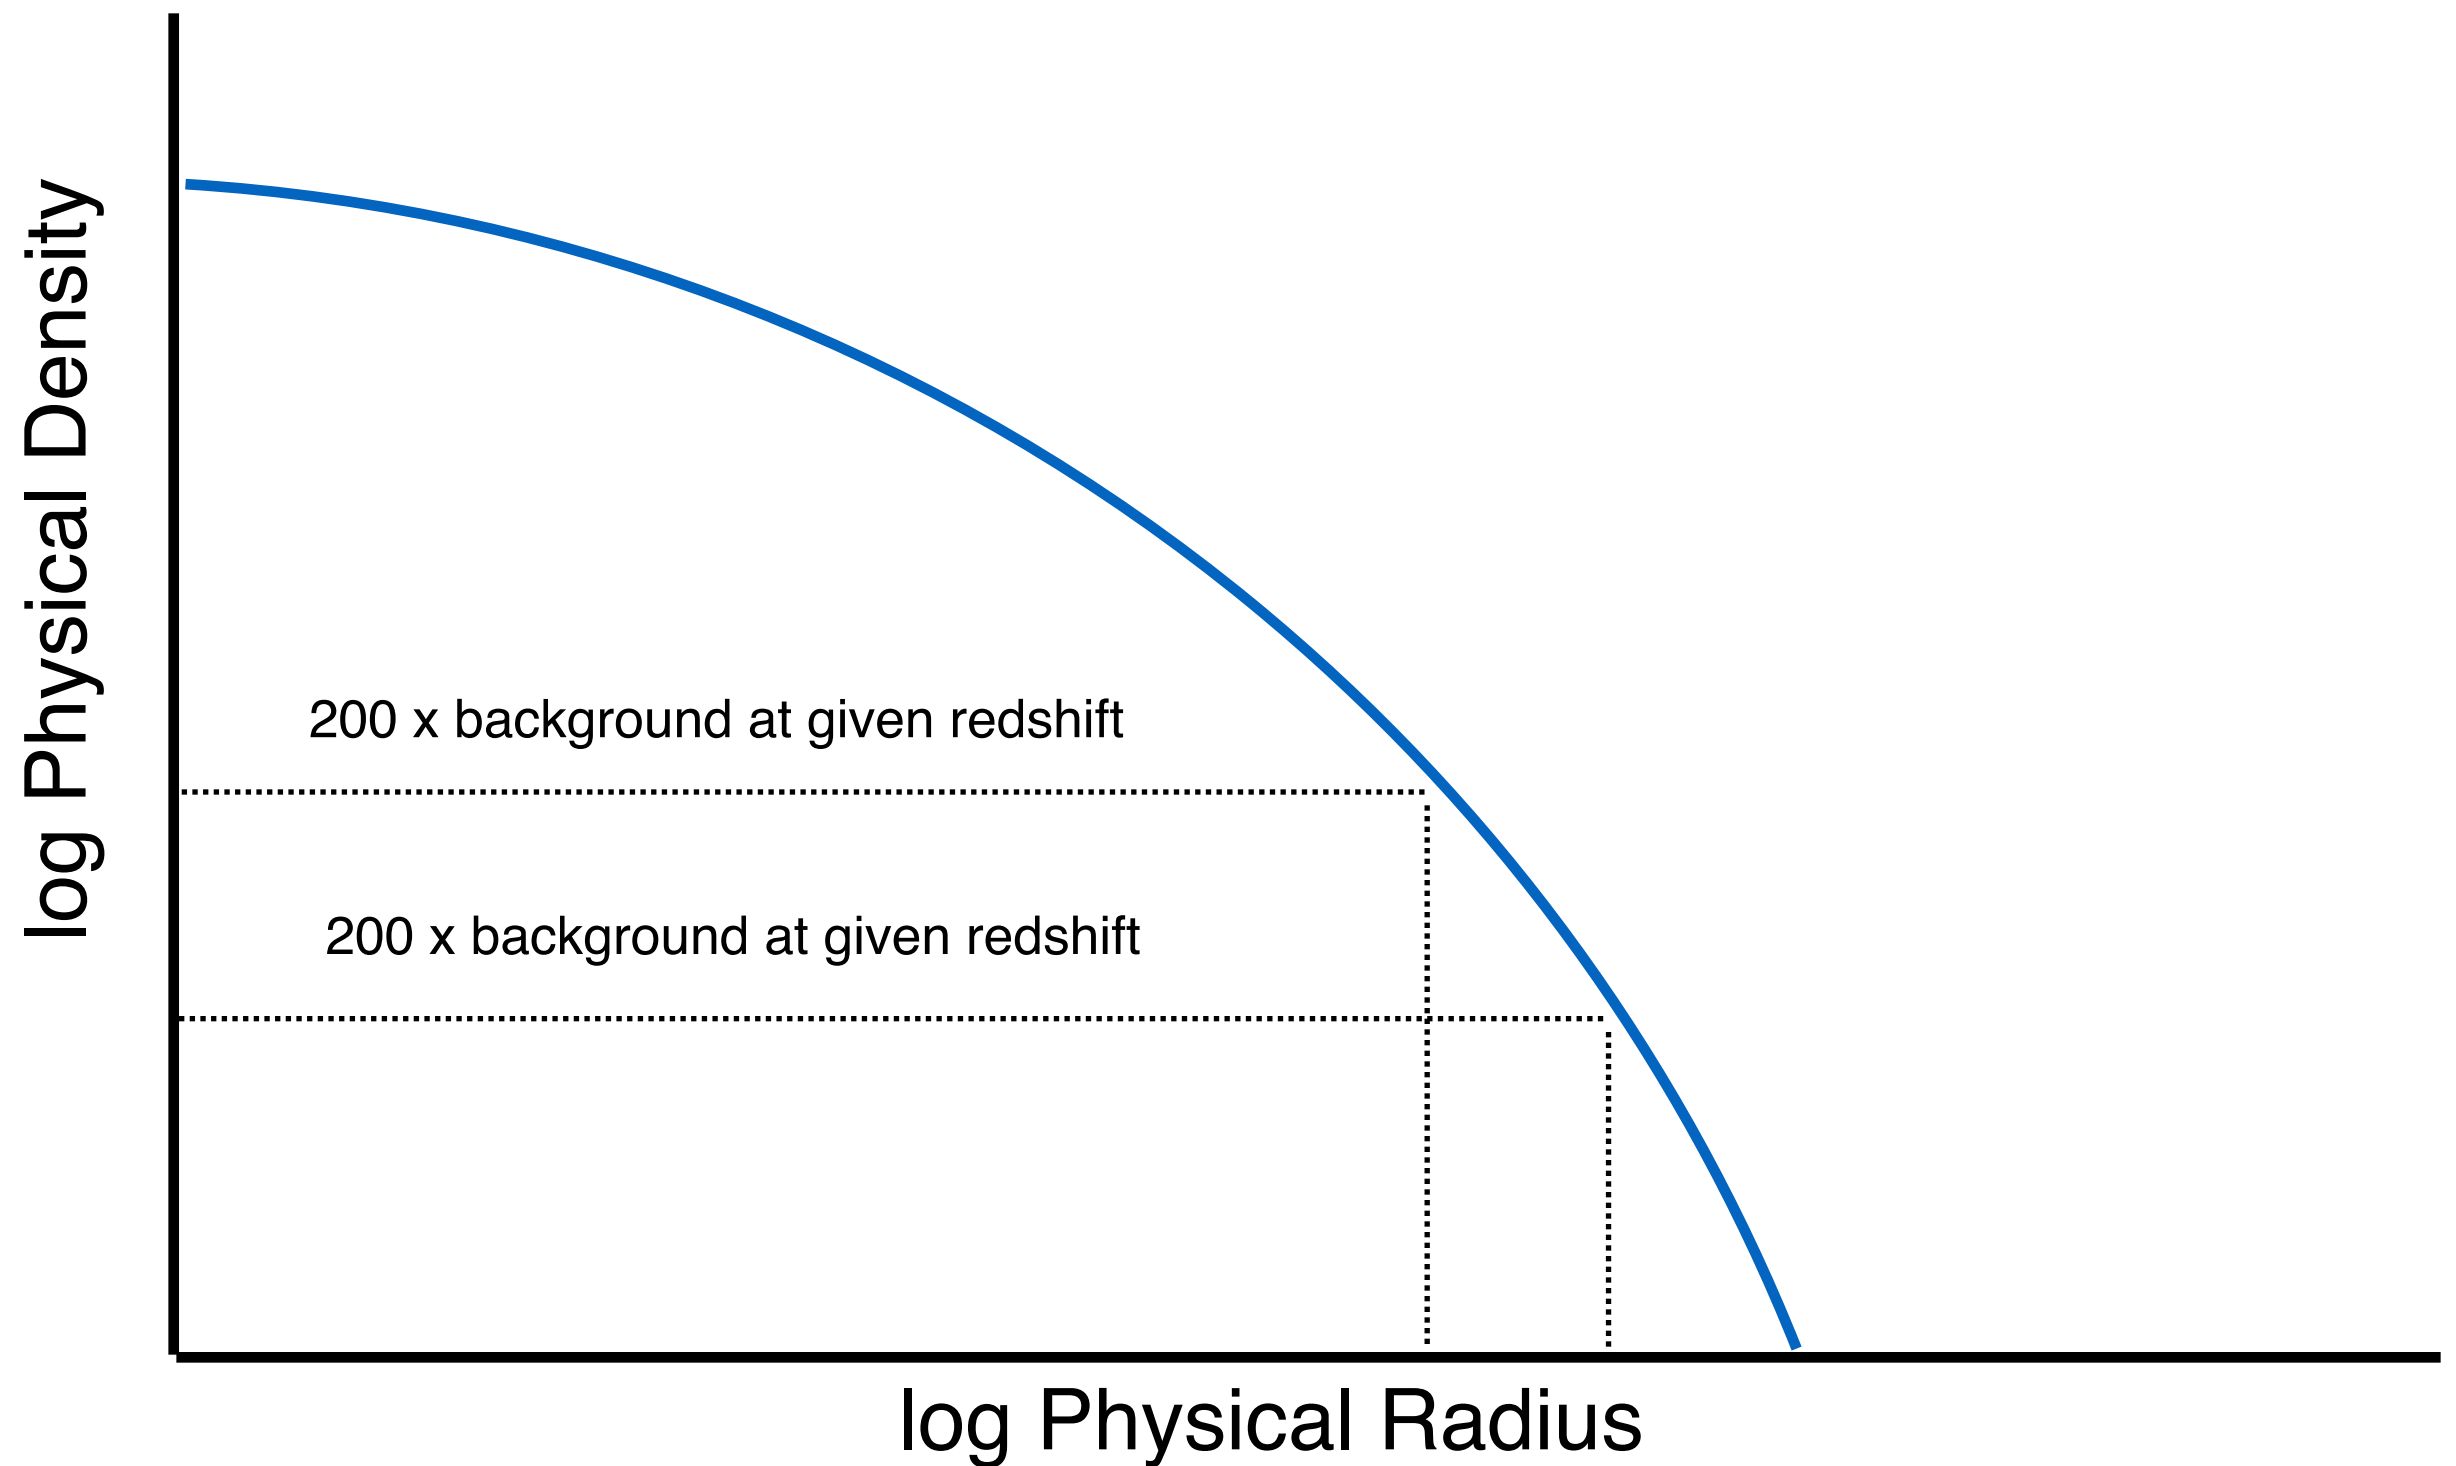 log Physical Density
200 x background at given redshift
200 x background at given redshift
log Physical Radius